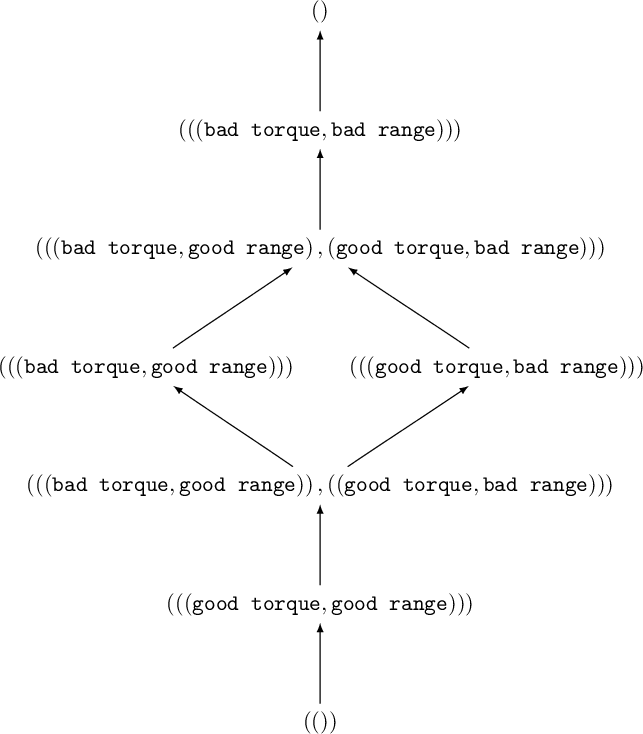 ()
(((bad torque, bad range)))
(((bad torque, good range) , (good torque, bad range)))
(((bad torque, good range))) (((good torque, bad range)))
(((bad torque, good range)) , ((good torque, bad range)))
(((good torque, good range)))
(())